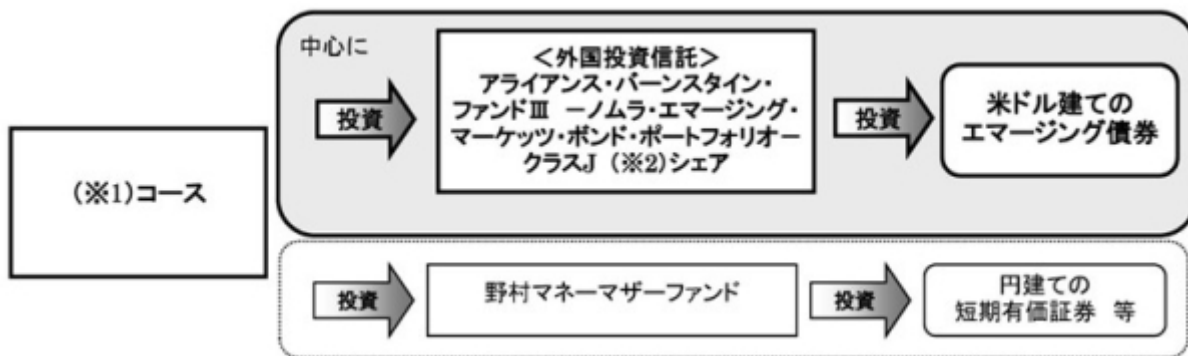 中心に
(※1)コース
投資
＜外国投資信託＞
アライアンス・バーンスタイン・
ファンドⅢ －ノムラ・エマージング・
マーケッツ・ボンド・ポートフォリオ－
クラスJ (※2)シェア
投資
米ドル建ての
エマージング債券
投資
野村マネーマザーファンド
投資
円建ての
短期有価証券 等